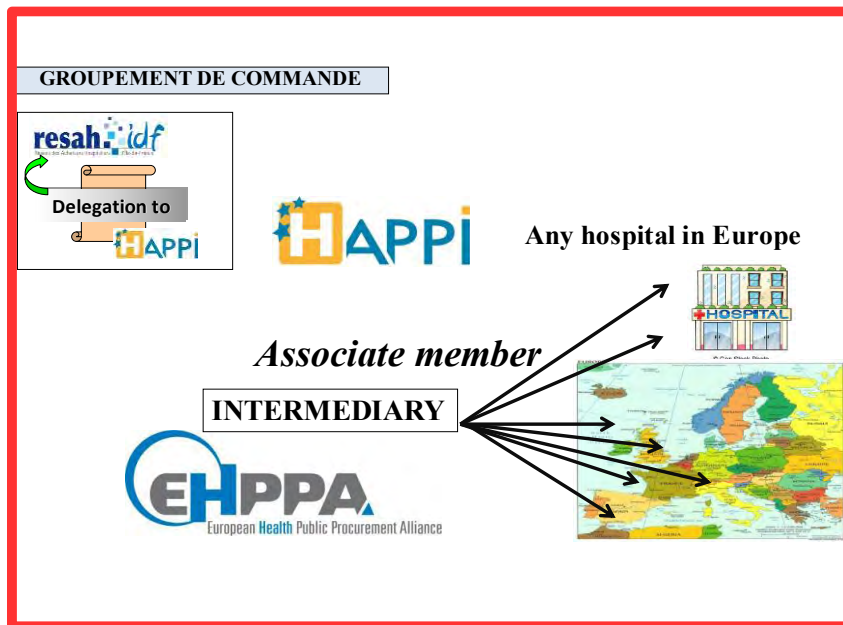 GROUPEMENT DE COMMANDE
resah idf
Delegation to
HAPPI
HAPPI
Any hospital in Europe
HOSPITAL
Associate member
INTERMEDIARY
EHPPA
European Health Public Procurement Alliance